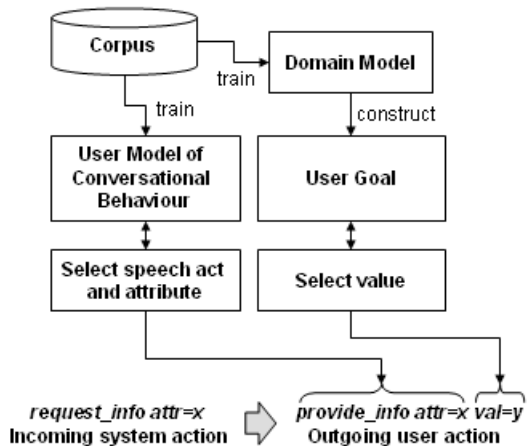 Corpus
train
Domain Model
train
construct
User Model of
Conversational
Behaviour
User Goal
Select speech act
and attribute
Select value
request_info attr=x
provide_info attr=x val=y
Incoming system action
Outgoing user action